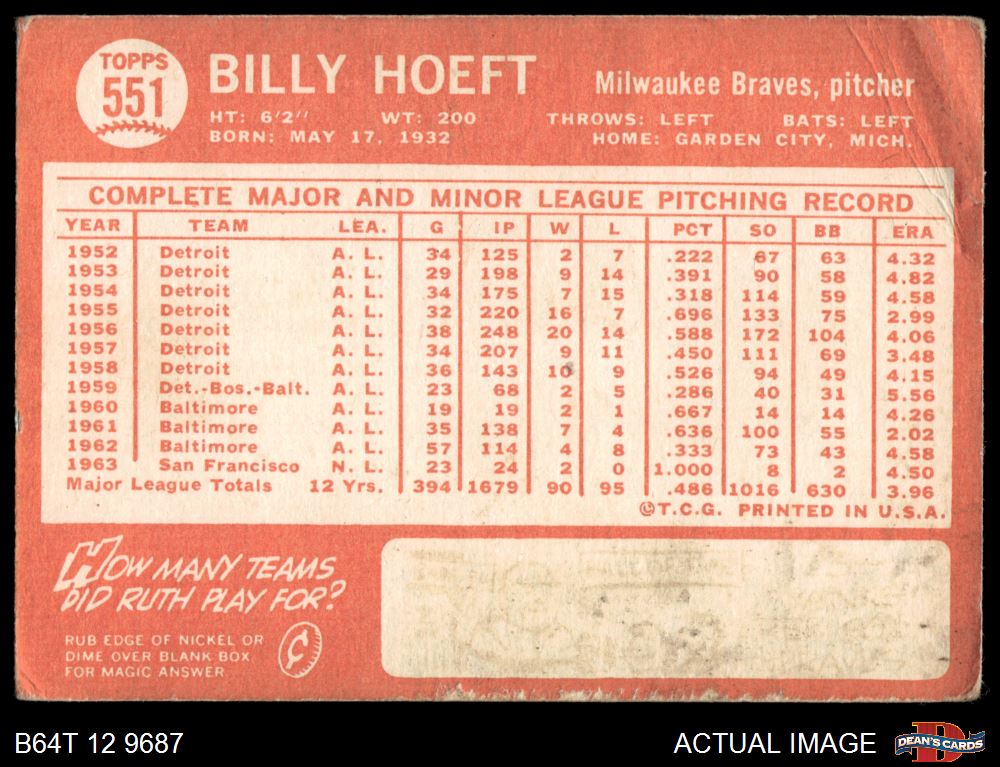 TOPPS
551
BILLY HOEFT
Milwaukee Braves, pitcher
HT: 6'2" WT: 200 THROWS: LEFT BATS: LEFT
BORN: MAY 17, 1932 HOME: GARDEN CITY, MICH.
COMPLETE MAJOR AND MINOR LEAGUE PITCHING RECORD
YEAR TEAM LEA. G IP W L PCT SO BB ERA
1952 Detroit A. L. 34 125 2 7 .222 67 63 4.32
1953 Detroit A. L. 29 198 9 14 .391 90 58 4.82
1954 Detroit A. L. 34 175 7 15 .318 114 59 4.58
1955 Detroit A. L. 32 220 16 7 .696 133 75 2.99
1956 Detroit A. L. 38 248 20 14 .588 172 104 4.06
1957 Detroit A. L. 34 207 9 11 .450 111 69 3.48
1958 Detroit A. L. 36 143 10 9 .526 94 49 4.15
1959 Det.-Bos.-Balt. A. L. 23 68 2 5 .286 40 31 5.56
1960 Baltimore A. L. 19 19 2 1 .667 14 14 4.26
1961 Baltimore A. L. 35 138 7 4 .636 100 55 2.02
1962 Baltimore A. L. 57 114 4 8 .333 73 43 4.58
1963 San Francisco N. L. 23 24 2 0 1.000 8 2 4.50
Major League Totals 12 Yrs. 394 1679 90 95 .486 1016 630 3.96
©T.C.G. PRINTED IN U.S.A.
HOW MANY TEAMS
DID RUTH PLAY FOR?
RUB EDGE OF NICKEL OR
DIME OVER BLANK BOX
FOR MAGIC ANSWER
¢
B64T 12 9687
ACTUAL IMAGE
D
DEAN'S CARDS